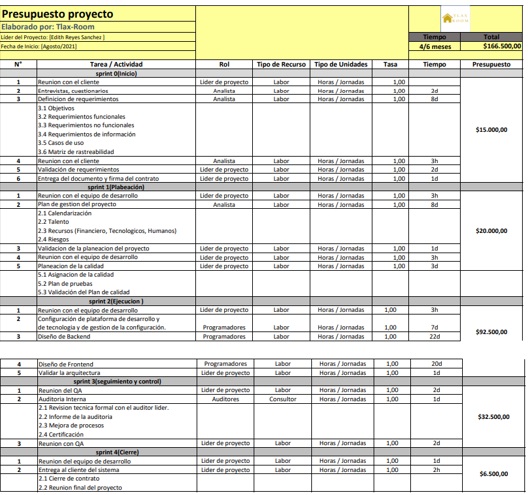 Presupuesto proyecto
Elaborado por: Tlax-Room
Lider del Proyecto: [Edith Reyes Sanchez ]
Fecha de Inicio: [Agosto/2021]
TLAX ROOM
Tiempo Total
4/6 meses $166.500,00
N° Tarea / Actividad Rol Tipo de Recurso Tipo de Unidades Tasa Tiempo Presupuesto
sprint 0(Inicio)
1 Reunion con el cliente Lider de proyecto Labor Horas / Jornadas 1,00
2 Entrevistas, cuestionarios Analista Labor Horas / Jornadas 1,00 2d
3 Definicion de requerimientos Analista Labor Horas / Jornadas 1,00 8d
3.1 Objetivos
3.2 Requerimientos funcionales
3.3 Requerimientos no funcionales
3.4 Requerimientos de información
3.5 Casos de uso
3.6 Matriz de rastreabilidad
$15.000,00
4 Reunion con el cliente Analista Labor Horas / Jornadas 1,00 3h
5 Validación de requerimientos Lider de proyecto Labor Horas / Jornadas 1,00 2d
6 Entrega del documento y firma del contrato Lider de proyecto Labor Horas / Jornadas 1,00 1d
sprint 1(Plabeación)
1 Reunion con el equipo de desarrollo Lider de proyecto Labor Horas / Jornadas 1,00 3h
2 Plan de gestion del proyecto Analista Labor Horas / Jornadas 1,00 8d
2.1 Calendarización
2.2 Talento
2.3 Recursos (Financiero, Tecnologicos, Humanos)
2.4 Riesgos
$20.000,00
3 Validacion de la planeacion del proyecto Lider de proyecto Labor Horas / Jornadas 1,00 1d
4 Reunion con el equipo de desarrollo Lider de proyecto Labor Horas / Jornadas 1,00 3h
5 Planeacion de la calidad Lider de proyecto Labor Horas / Jornadas 1,00 3d
5.1 Asignacion de la calidad
5.2 Plan de pruebas
5.3 Validación del Plan de calidad
sprint 2(Ejecucion )
1 Reunion con el equipo de desarrollo Lider de proyecto Labor Horas / Jornadas 1,00 3h
2 Configuración de plataforma de desarrollo y
de tecnologia y de gestion de la configuración. Programadores Labor Horas / Jornadas 1,00 7d
3 Diseño de Backend Programadores Labor Horas / Jornadas 1,00 22d
$92.500,00
4 Diseño de Frontend Programadores Labor Horas / Jornadas 1,00 20d
5 Validar la arquitectura Lider de proyecto Labor Horas / Jornadas 1,00 1d
sprint 3(seguimiento y control)
1 Reunion del QA Lider de proyecto Labor Horas / Jornadas 1,00 2d
2 Auditoria Interna Auditores Consultor Horas / Jornadas 1,00 1d
2.1 Revision tecnica formal con el auditor lider.
2.2 Informe de la auditoria
2.3 Mejora de procesos
2.4 Certificación
$32.500,00
3 Reunion con QA Lider de proyecto Labor Horas / Jornadas 1,00 2d
sprint 4(Cierre)
1 Reunion del equipo de desarrollo Lider de proyecto Labor Horas / Jornadas 1,00 1d
2 Entrega al cliente del sistema Lider de proyecto Labor Horas / Jornadas 1,00 2h
2.1 Cierre de contrato
2.2 Reunion final del proyecto
$6.500,00